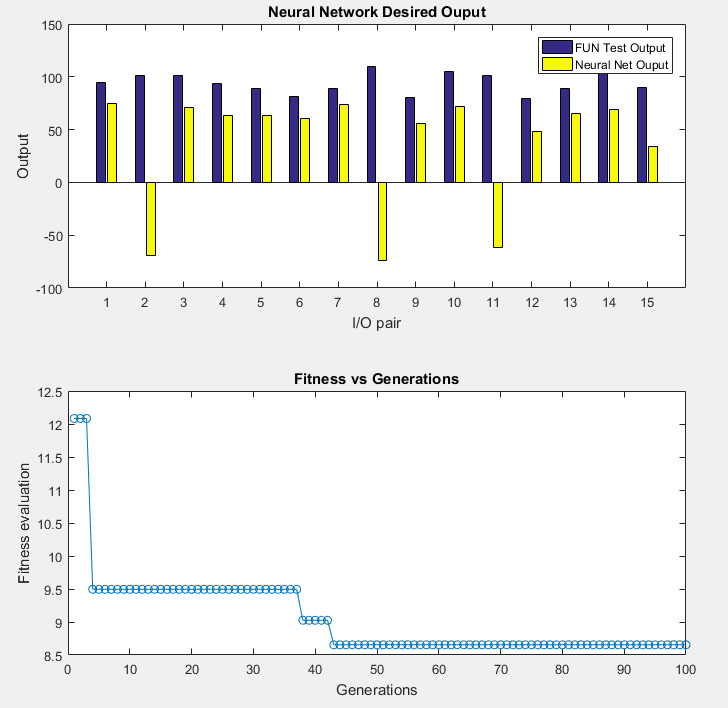 Neural Network Desired Ouput
FUN Test Output
Neural Net Ouput
150
100
50
0
-50
-100
Output
1 2 3 4 5 6 7 8 9 10 11 12 13 14 15
I/O pair
Fitness vs Generations
12.5
12
11.5
11
10.5
10
9.5
9
8.5
Fitness evaluation
0 10 20 30 40 50 60 70 80 90 100
Generations